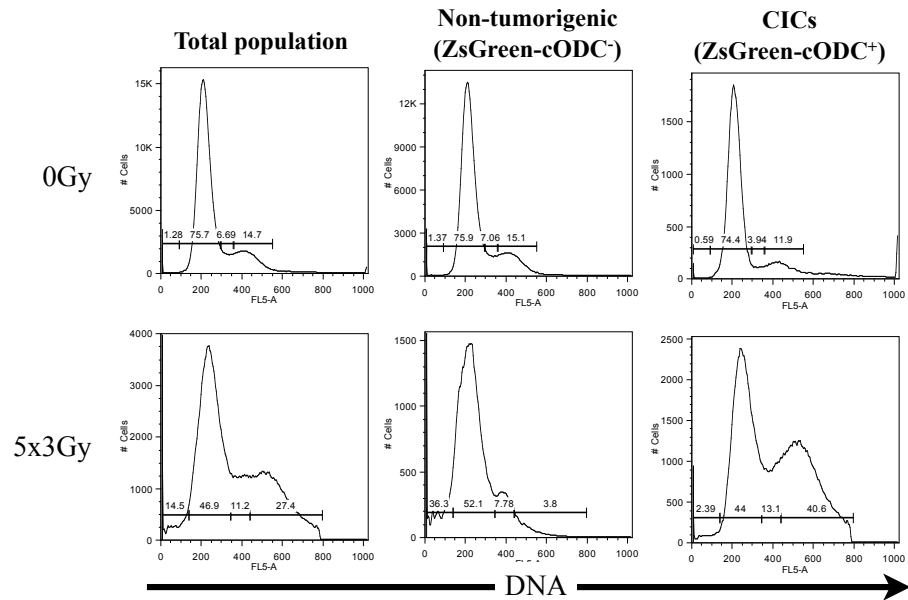 Total population
Non-tumorigenic
(ZsGreen-cODC-)
CICs
(ZsGreen-cODC+)
0Gy
15K
10K
5000
0
# Cells
1.28 75.7 6.69 14.7
0 200 400 600 800 1000
FL5-A
12K
9000
6000
3000
0
# Cells
1.37 75.9 7.06 15.1
0 200 400 600 800 1000
FL5-A
1500
1000
500
0
# Cells
0.59 74.4 3.94 11.9
0 200 400 600 800 1000
FL5-A
5x3Gy
4000
3000
2000
1000
0
# Cells
14.5 46.9 11.2 27.4
0 200 400 600 800 1000
FL5-A
1500
1000
500
0
# Cells
36.3 52.1 7.78 3.8
0 200 400 600 800 1000
FL5-A
2500
2000
1500
1000
500
0
# Cells
2.39 44 13.1 40.6
0 200 400 600 800 1000
FL5-A
DNA